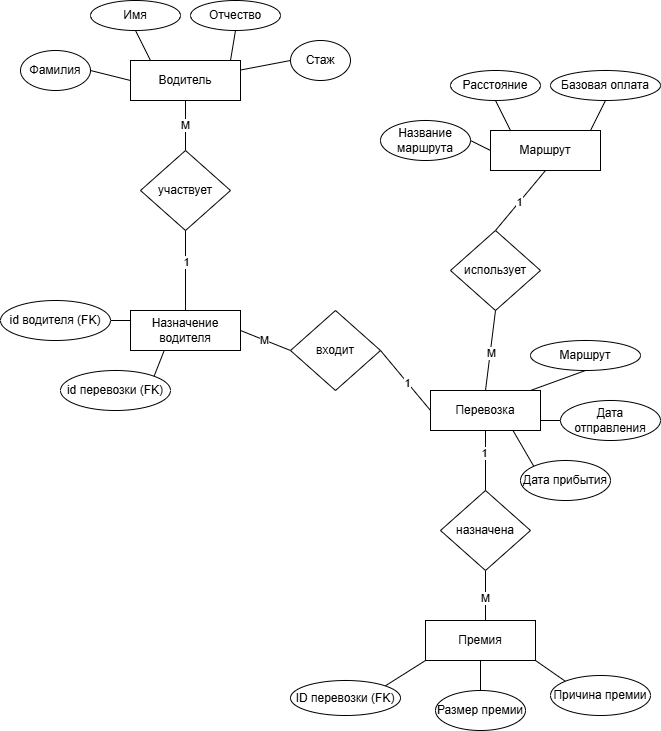 Имя
Отчество
Фамилия
Водитель
Стаж
Расстояние
Базовая оплата
М
Название
маршрута
Маршрут
участвует
1
1
использует
id водителя (FK)
Назначение
водителя
М
входит
М
Маршрут
id перевозки (FK)
1
Перевозка
Дата
отправления
1
Дата прибытия
назначена
М
Премия
ID перевозки (FK)
Размер премии
Причина премии